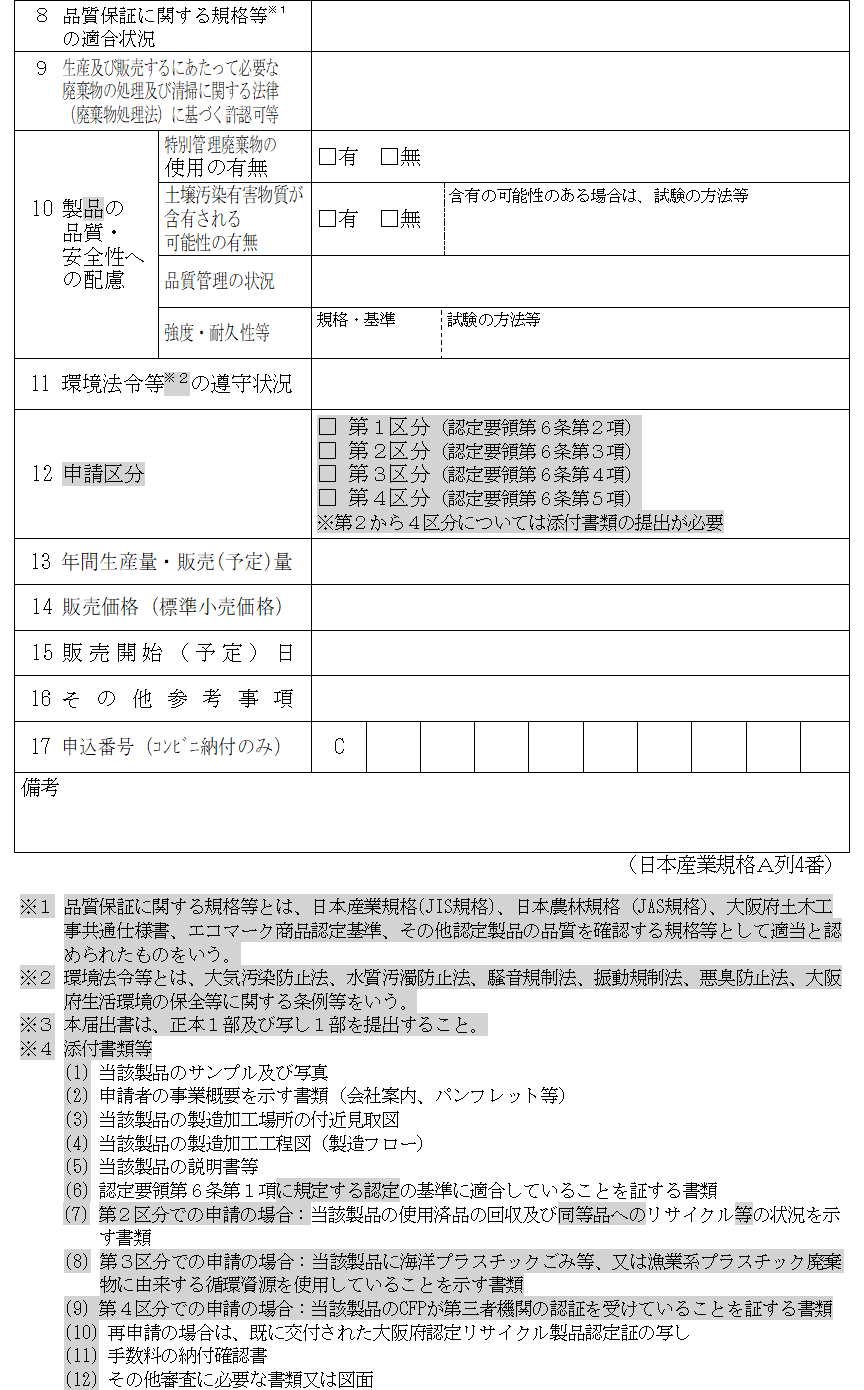 ８ 品質保証に関する規格等※１
の適合状況
９ 生産及び販売するにあたって必要な
廃棄物の処理及び清掃に関する法律
（廃棄物処理法）に基づく許認可等
10 製品の
品質・
安全性へ
の配慮
特別管理廃棄物の
使用の有無
□有 □無
土壌汚染有害物質が
含有される
可能性の有無
□有 □無
含有の可能性のある場合は、試験の方法等
品質管理の状況
強度・耐久性等
規格・基準
試験の方法等
11 環境法令等※２の遵守状況
12 申請区分
□ 第１区分（認定要領第６条第２項）
□ 第２区分（認定要領第６条第３項）
□ 第３区分（認定要領第６条第４項）
□ 第４区分（認定要領第６条第５項）
※第２から４区分については添付書類の提出が必要
13 年間生産量・販売(予定)量
14 販売価格（標準小売価格）
15 販売開始（予定）日
16 その他参考事項
17 申込番号（ｺﾝﾋﾞﾆ納付のみ） C
備考
（日本産業規格Ａ列4番）
※１ 品質保証に関する規格等とは、日本産業規格(JIS規格)、日本農林規格（JAS規格)、大阪府土木工
事共通仕様書、エコマーク商品認定基準、その他認定製品の品質を確認する規格等として適当と認
められたものをいう。
※２ 環境法令等とは、大気汚染防止法、水質汚濁防止法、騒音規制法、振動規制法、悪臭防止法、大阪
府生活環境の保全等に関する条例等をいう。
※３ 本届出書は、正本１部及び写し１部を提出すること。
※４ 添付書類等
(1) 当該製品のサンプル及び写真
(2) 申請者の事業概要を示す書類（会社案内、パンフレット等）
(3) 当該製品の製造加工場所の付近見取図
(4) 当該製品の製造加工工程図（製造フロー）
(5) 当該製品の説明書等
(6) 認定要領第６条第１項に規定する認定の基準に適合していることを証する書類
(7) 第２区分での申請の場合：当該製品の使用済品の回収及び同等品へのリサイクル等の状況を示
す書類
(8) 第３区分での申請の場合：当該製品に海洋プラスチックごみ等、又は漁業系プラスチック廃棄
物に由来する循環資源を使用していることを示す書類
(9) 第４区分での申請の場合：当該製品のCFPが第三者機関の認証を受けていることを証する書類
(10) 再申請の場合は、既に交付された大阪府認定リサイクル製品認定証の写し
(11) 手数料の納付確認書
(12) その他審査に必要な書類又は図面